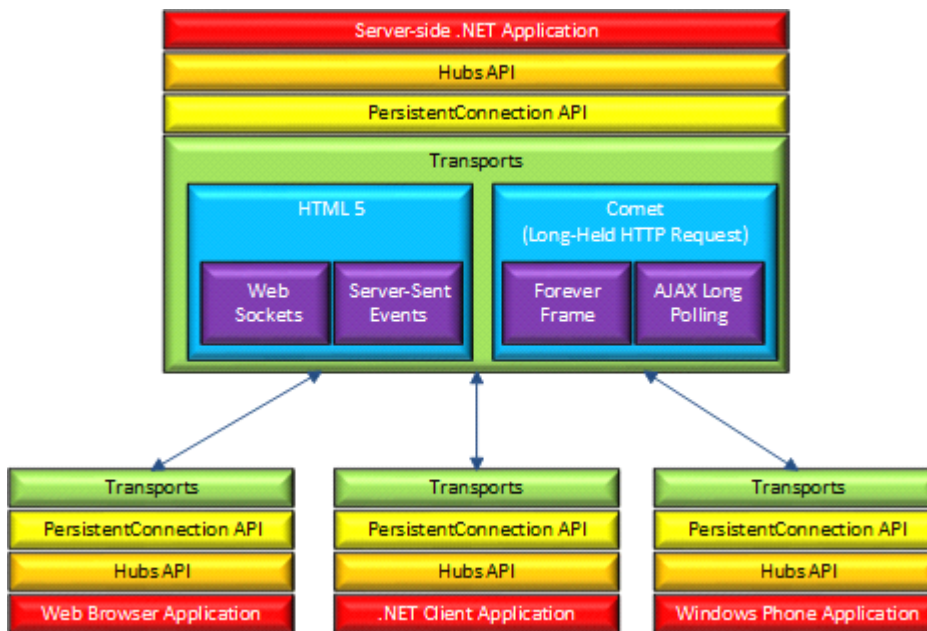 Server-side .NET Application
Hubs API
PersistentConnection API
Transports
HTML 5
Web
Sockets
Server-Sent
Events
Comet
(Long-Held HTTP Request)
Forever
Frame
AJAX Long
Polling
Transports
PersistentConnection API
Hubs API
Web Browser Application
Transports
PersistentConnection API
Hubs API
.NET Client Application
Transports
PersistentConnection API
Hubs API
Windows Phone Application